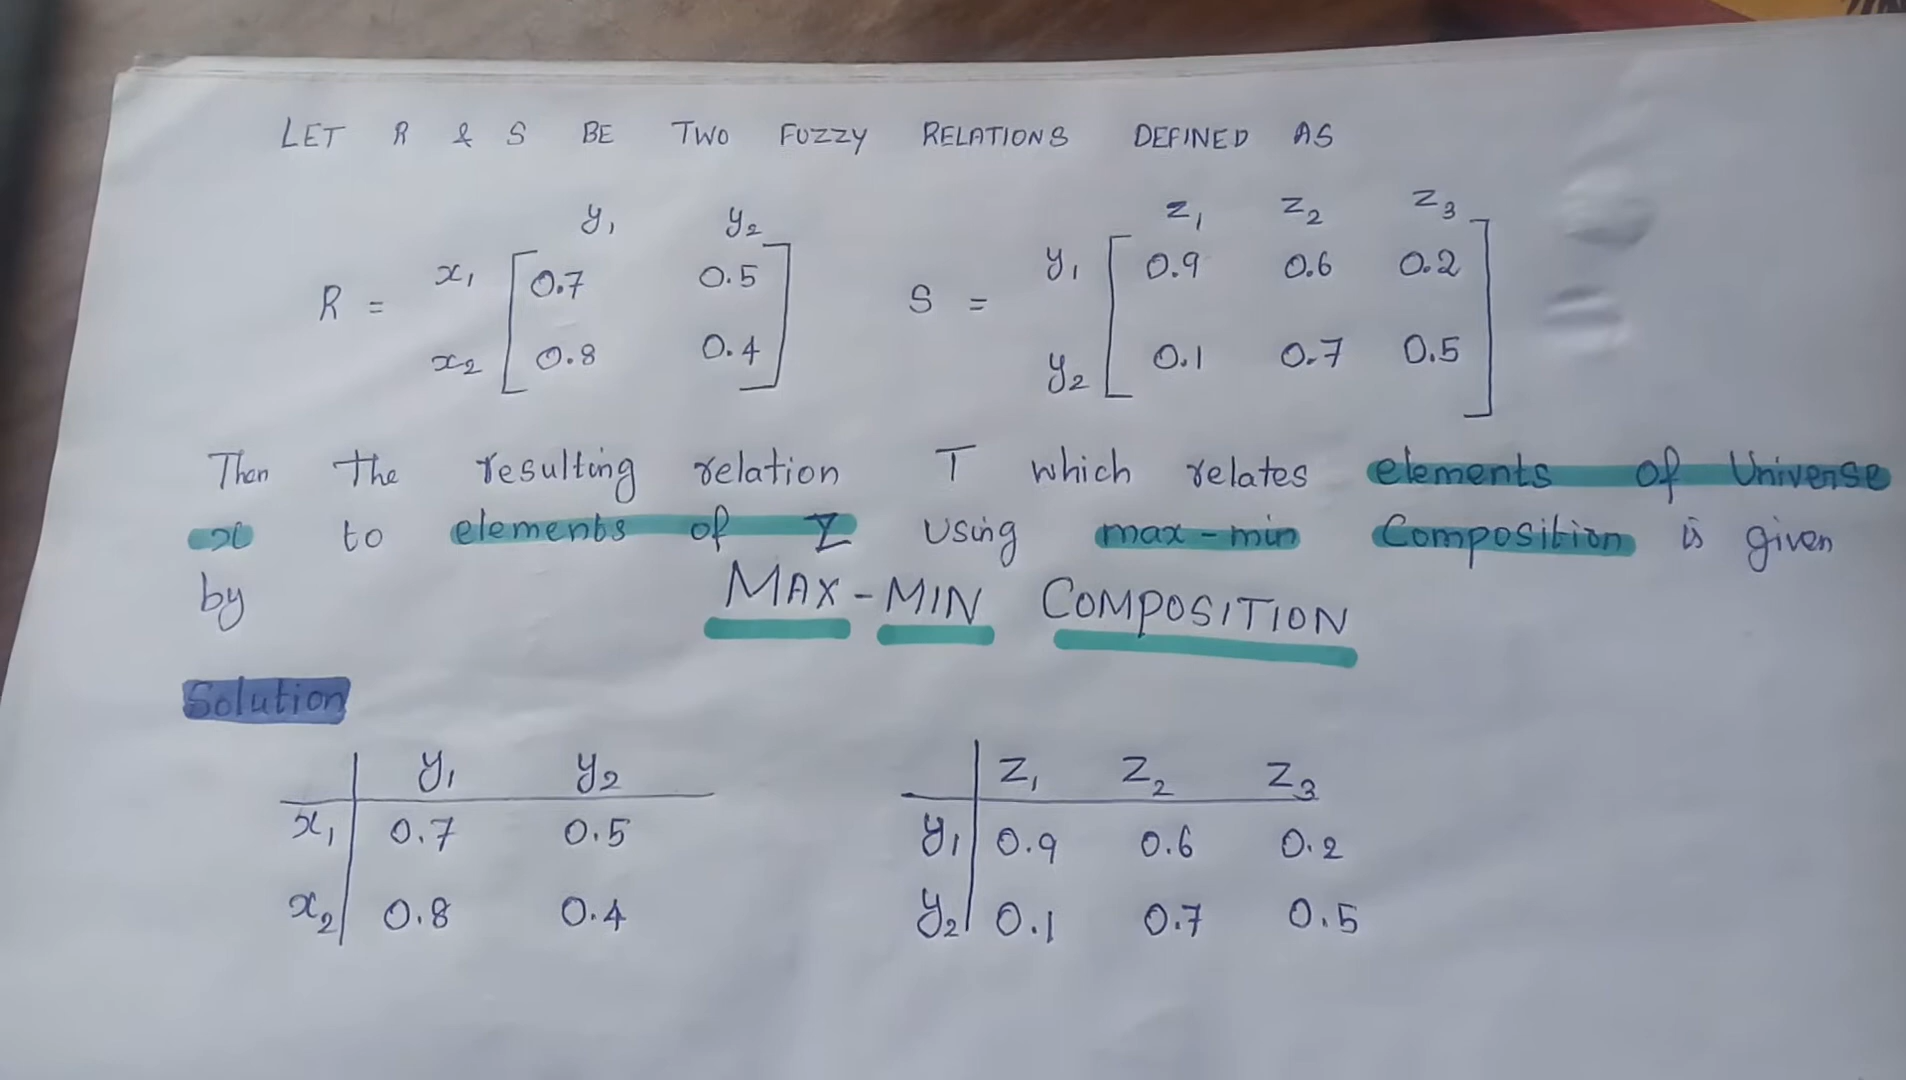 LET R & S BE TWO FUZZY RELATIONS DEFINED AS
y1 y2
R = x1 0.7 0.5
x2 0.8 0.4
z1 z2 z3
S = y1 0.9 0.6 0.2
y2 0.1 0.7 0.5
Then the resulting relation T which relates elements of Universe
x to elements of Z using max-min Composition is given
by
MAX-MIN COMPOSITION
Solution
y1 y2
x1 0.7 0.5
x2 0.8 0.4
z1 z2 z3
y1 0.9 0.6 0.2
y2 0.1 0.7 0.5